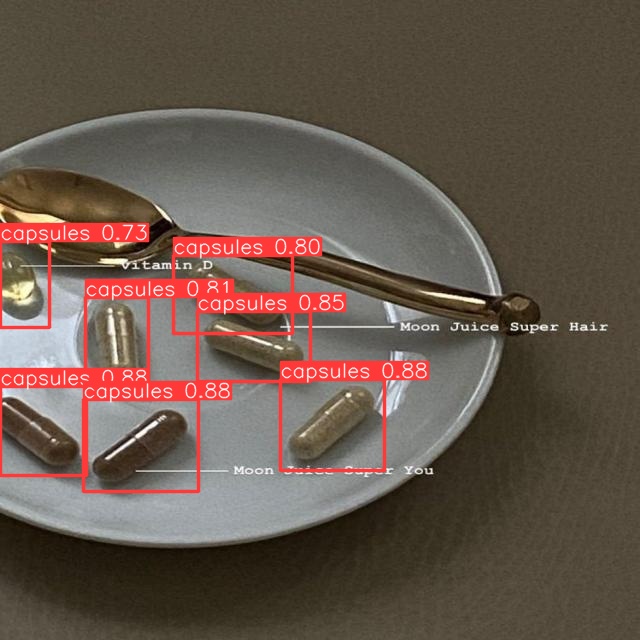 capsules 0.73
capsules 0.80
Vitamin D
capsules 0.81
capsules 0.85
Moon Juice Super Hair
capsules 0.88
capsules 0.88
capsules 0.88
Moon Juice Super You